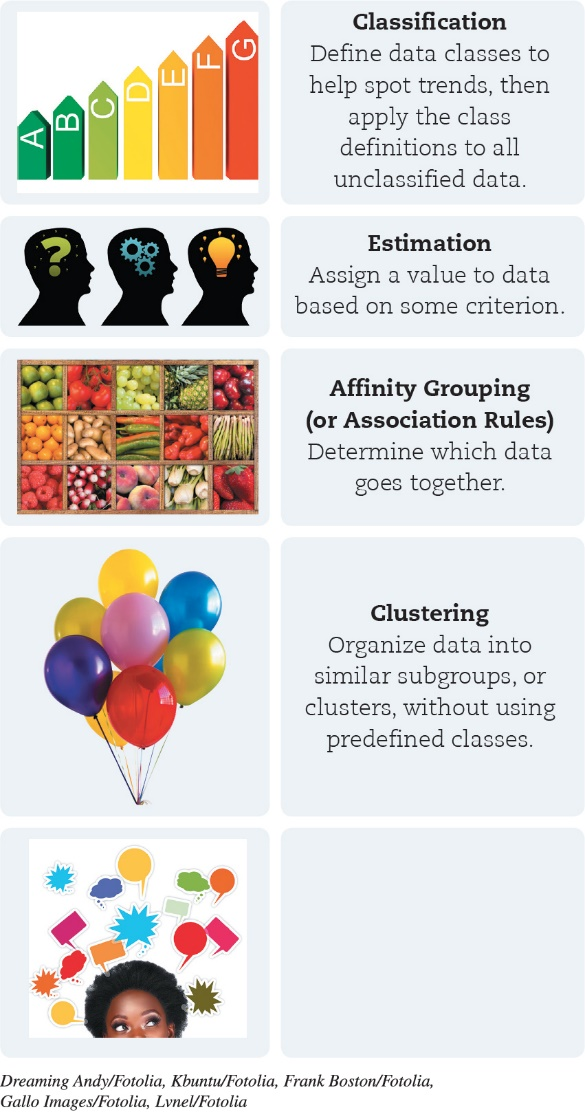 A
B
C
D
E
F
G
Classification
Define data classes to
help spot trends, then
apply the class
definitions to all
unclassified data.
?
Estimation
Assign a value to data
based on some criterion.
Affinity Grouping
(or Association Rules)
Determine which data
goes together.
Clustering
Organize data into
similar subgroups, or
clusters, without using
predefined classes.
Dreaming Andy/Fotolia, Kbuntu/Fotolia, Frank Boston/Fotolia,
Gallo Images/Fotolia, Lvnel/Fotolia